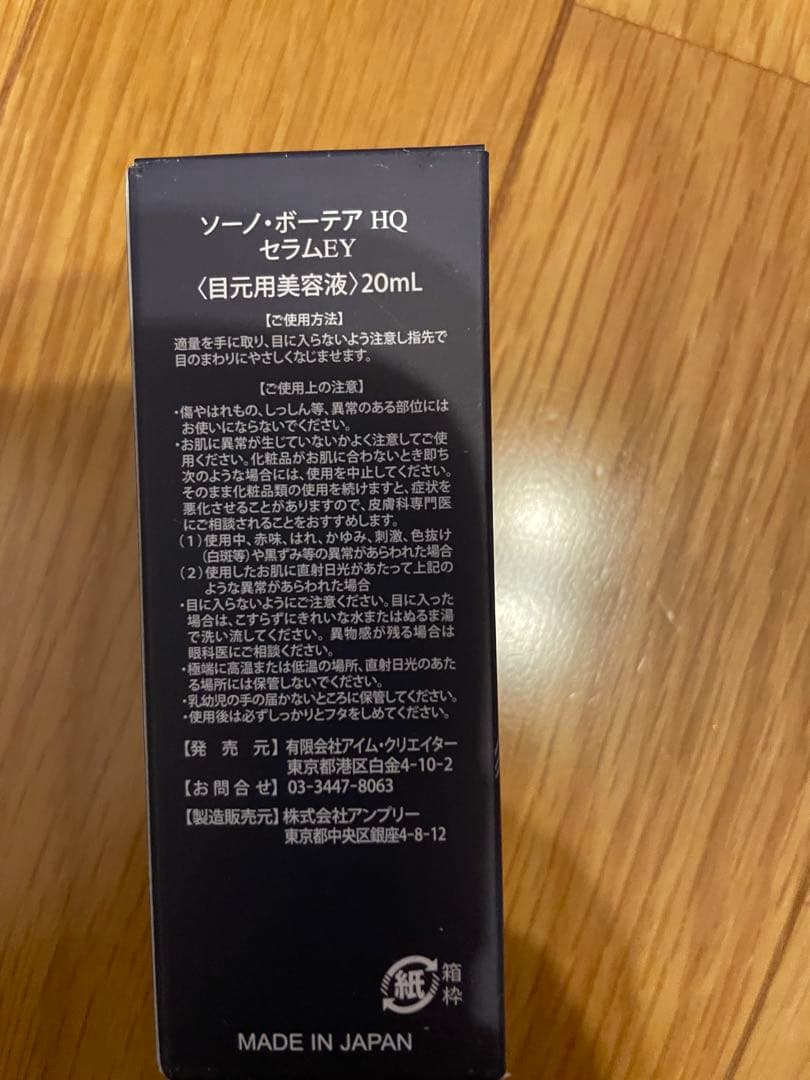 ソーノ・ボーテア HQ
セラムEY
〈目元用美容液〉20mL
【ご使用方法】
適量を手に取り、目に入らないよう注意し指先で
目のまわりにやさしくなじませます。
【ご使用上の注意】
・傷やはれもの、しっしん等、異常のある部位には
お使いにならないでください。
・お肌に異常が生じていないかよく注意してご使
用ください。化粧品がお肌に合わないとき即ち
次のような場合には、使用を中止してください。
そのまま化粧品類の使用を続けますと、症状を
悪化させることがありますので、皮膚科専門医
にご相談されることをおすすめします。
(1)使用中、赤味、はれ、かゆみ、刺激、色抜け
(白斑等)や黒ずみ等の異常があらわれた場合
(2)使用したお肌に直射日光があたって上記の
ような異常があらわれた場合
・目に入らないようにご注意ください。目に入った
場合は、こすらずにきれいな水またはぬるま湯
で洗い流してください。異物感が残る場合は
眼科医にご相談ください。
・極端に高温または低温の場所、直射日光のあた
る場所には保管しないでください。
・乳幼児の手の届かないところに保管してください。
・使用後は必ずしっかりとフタをしめてください。
【発売元】有限会社アイム・クリエイター
東京都港区白金4-10-2
【お問合せ】03-3447-8063
【製造販売元】株式会社アンプリー
東京都中央区銀座4-8-12
紙
箱
枠
MADE IN JAPAN